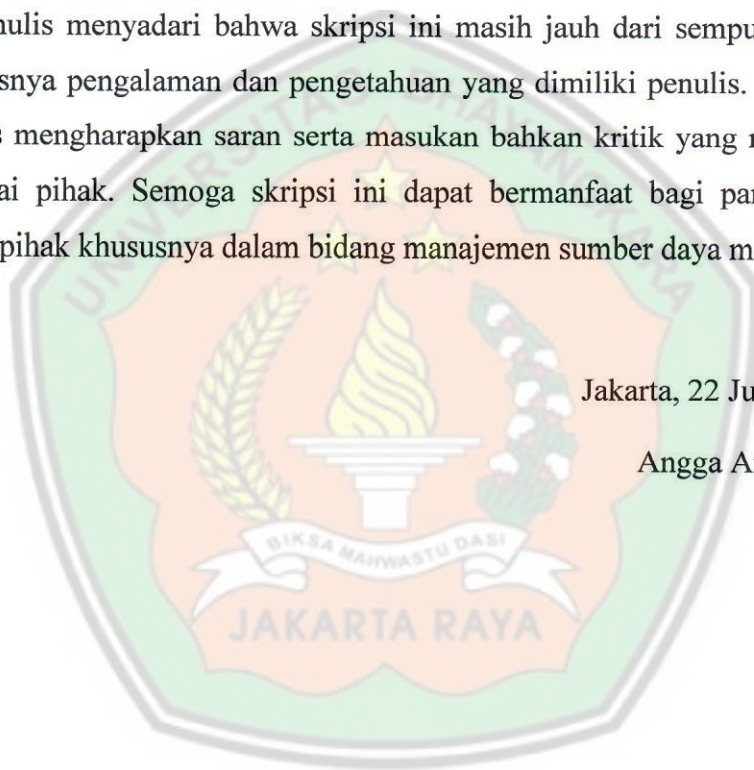 nulis menyadari bahwa skripsi ini masih jauh dari sempu
snya pengalaman dan pengetahuan yang dimiliki penulis.
s mengharapkan saran serta masukan bahkan kritik yang
ai pihak. Semoga skripsi ini dapat bermanfaat bagi par
pihak khususnya dalam bidang manajemen sumber daya m
Jakarta, 22 Ju
Angga A
UNIVERSITAS BHAYANGKARA
BIKSA MAHWASTU DASI
JAKARTA RAYA